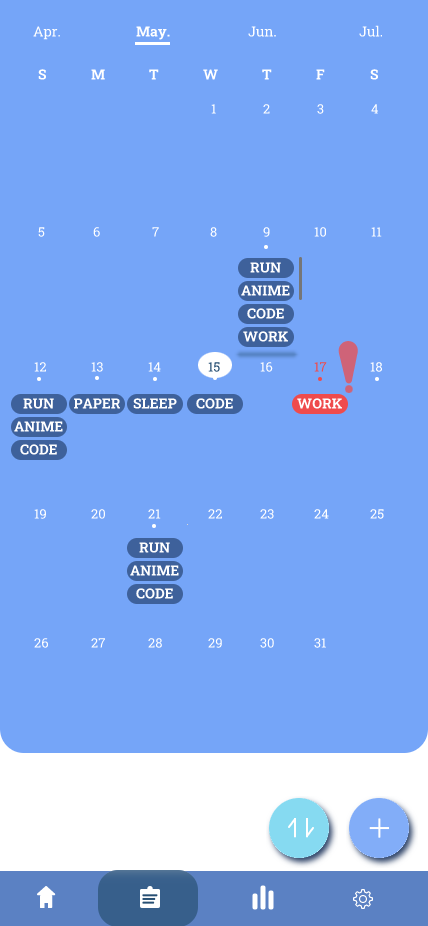 Apr. May. Jun. Jul.
S M T W T F S
1 2 3 4
5 6 7 8 9 10 11
RUN
ANIME
CODE
WORK
12 13 14 15 16 17 18
RUN PAPER SLEEP CODE WORK
ANIME
CODE
19 20 21 22 23 24 25
RUN
ANIME
CODE
26 27 28 29 30 31